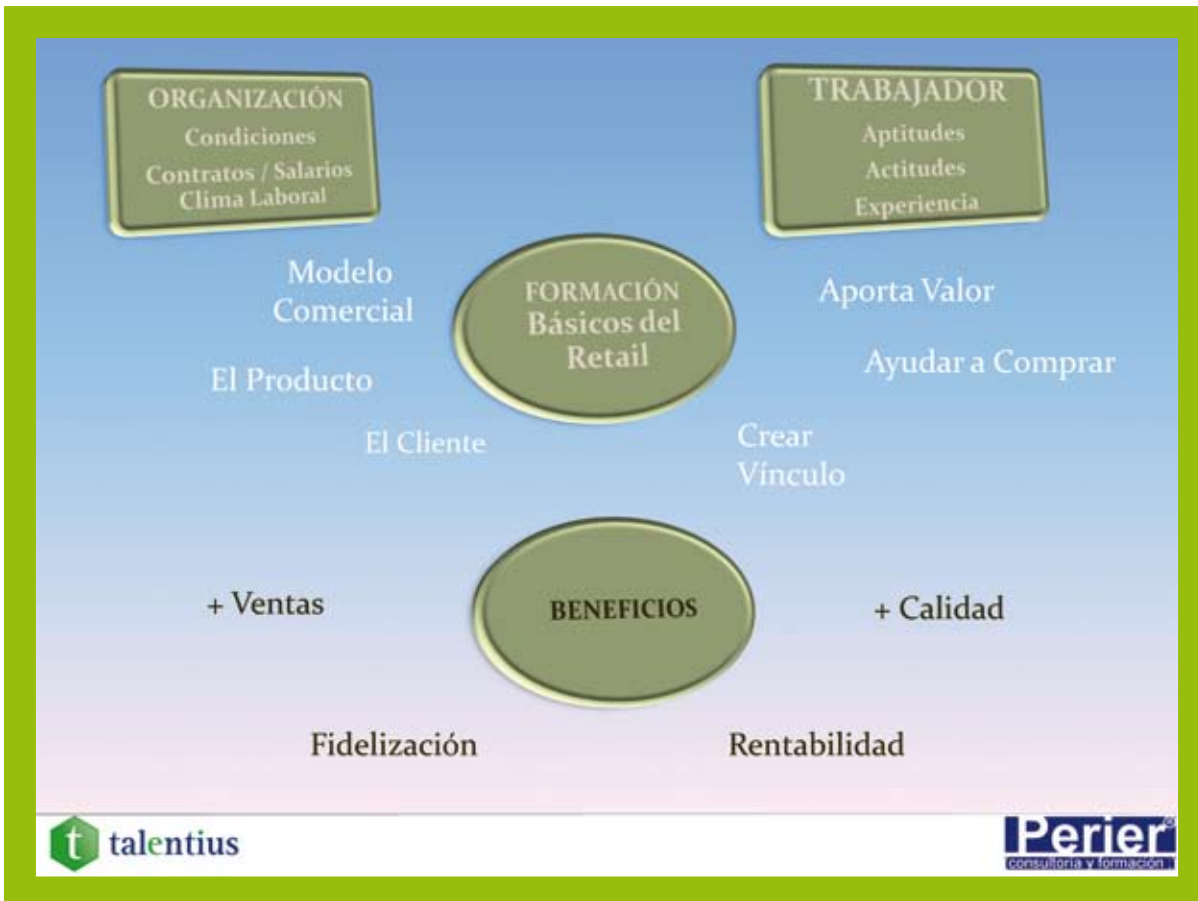 ORGANIZACIÓN
Condiciones
Contratos / Salarios
Clima Laboral
TRABAJADOR
Aptitudes
Actitudes
Experiencia
FORMACIÓN
Básicos del
Retail
Modelo
Comercial
El Producto
El Cliente
Aporta Valor
Ayudar a Comprar
Crear
Vínculo
BENEFICIOS
+ Ventas
+ Calidad
Fidelización
Rentabilidad
t talentius
Perier®
consultoría y formación